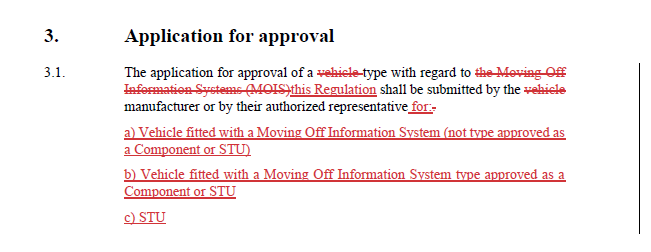 3. Application for approval
3.1. The application for approval of a vehicle type with regard to the Moving Off
Information Systems (MOIS)this Regulation shall be submitted by the vehicle
manufacturer or by their authorized representative for:.
a) Vehicle fitted with a Moving Off Information System (not type approved as
a Component or STU)
b) Vehicle fitted with a Moving Off Information System type approved as a
Component or STU
c) STU